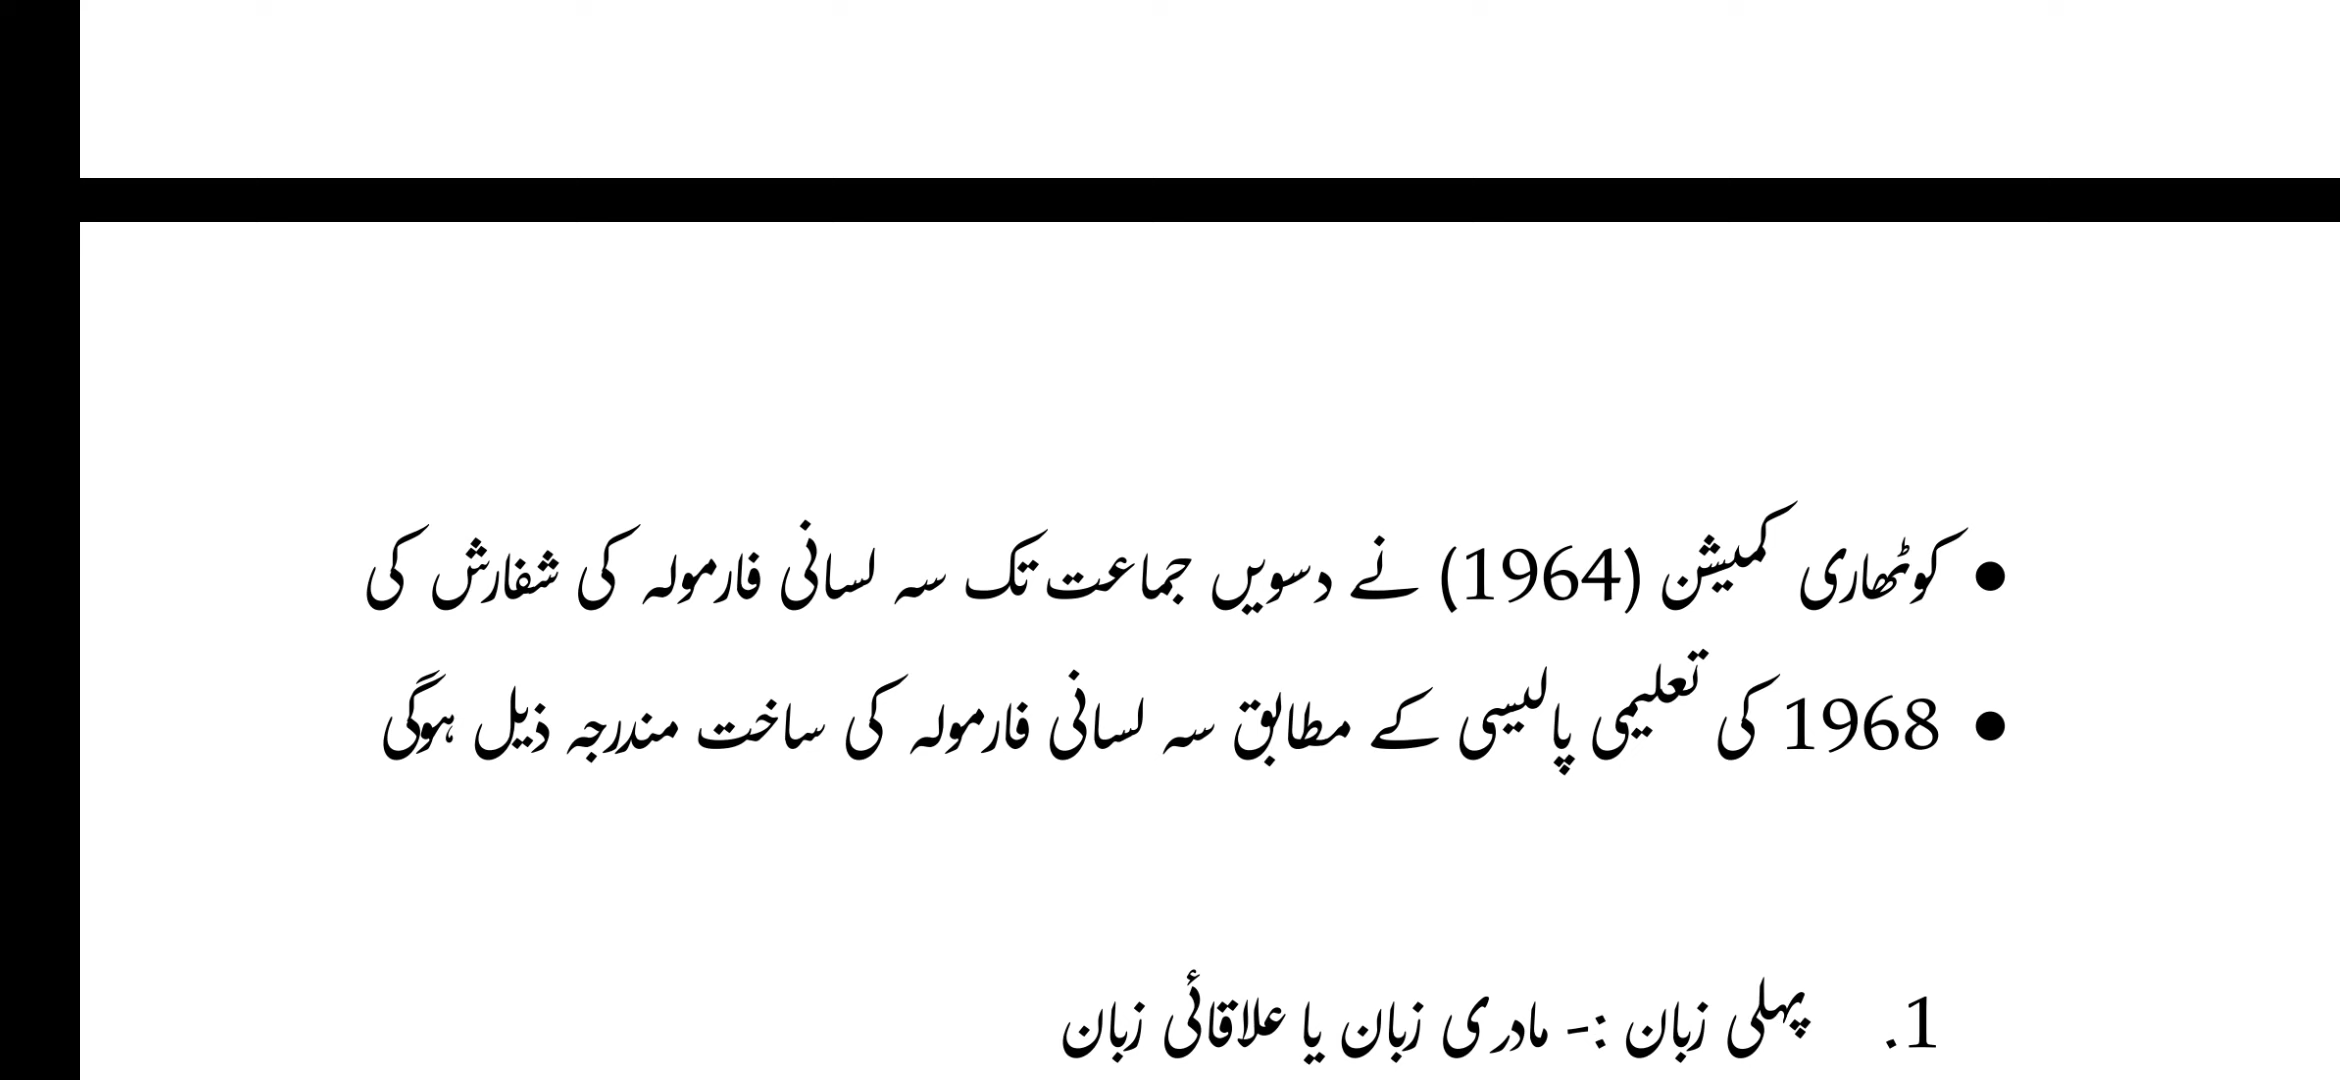 • کوٹھاری کمیشن (1964) نے دسویں جماعت تک سہ لسانی فارمولہ کی شفارش کی
• 1968 کی تعلیمی پالیسی کے مطابق سہ لسانی فارمولہ کی ساخت مندرجہ ذیل ہوگی
1. پہلی زبان :- مادری زبان یا علاقائی زبان